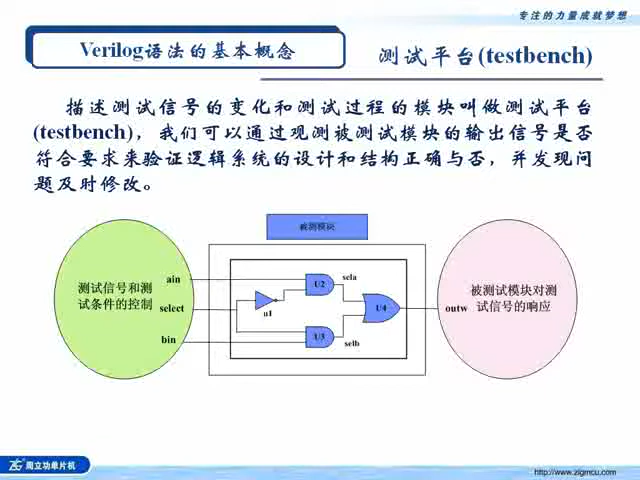 专注的力量成就梦想
Verilog语法的基本概念
测试平台(testbench)
描述测试信号的变化和测试过程的模块叫做测试平台
(testbench)，我们可以通过观测被测试模块的输出信号是否
符合要求来验证逻辑系统的设计和结构正确与否，并发现问
题及时修改。
被测模块
测试信号和测
试条件的控制
ain
select
bin
u1
U2
U3
scla
selb
U4
outw
被测试模块对测
试信号的响应
ZLG 周立功单片机
http://www.zlgmcu.com